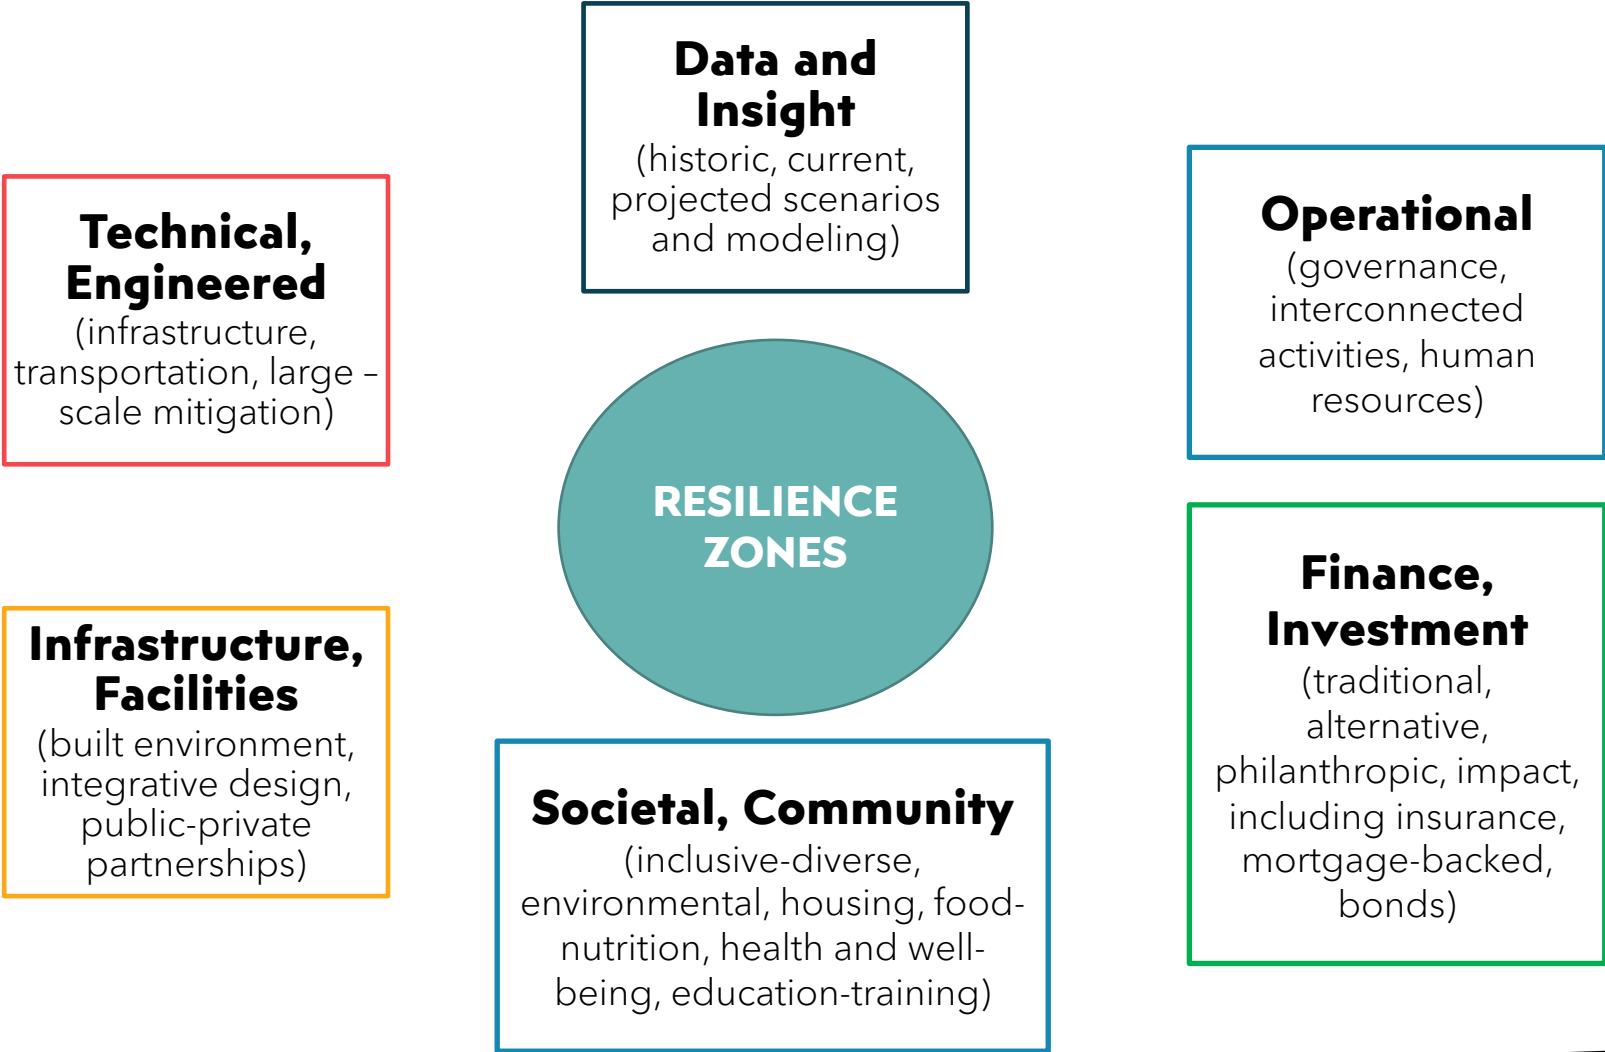 Data and
Insight
(historic, current,
projected scenarios
and modeling)
Technical,
Engineered
(infrastructure,
transportation, large –
scale mitigation)
Operational
(governance,
interconnected
activities, human
resources)
RESILIENCE
ZONES
Infrastructure,
Facilities
(built environment,
integrative design,
public-private
partnerships)
Societal, Community
(inclusive-diverse,
environmental, housing, food-
nutrition, health and well-
being, education-training)
Finance,
Investment
(traditional,
alternative,
philanthropic, impact,
including insurance,
mortgage-backed,
bonds)